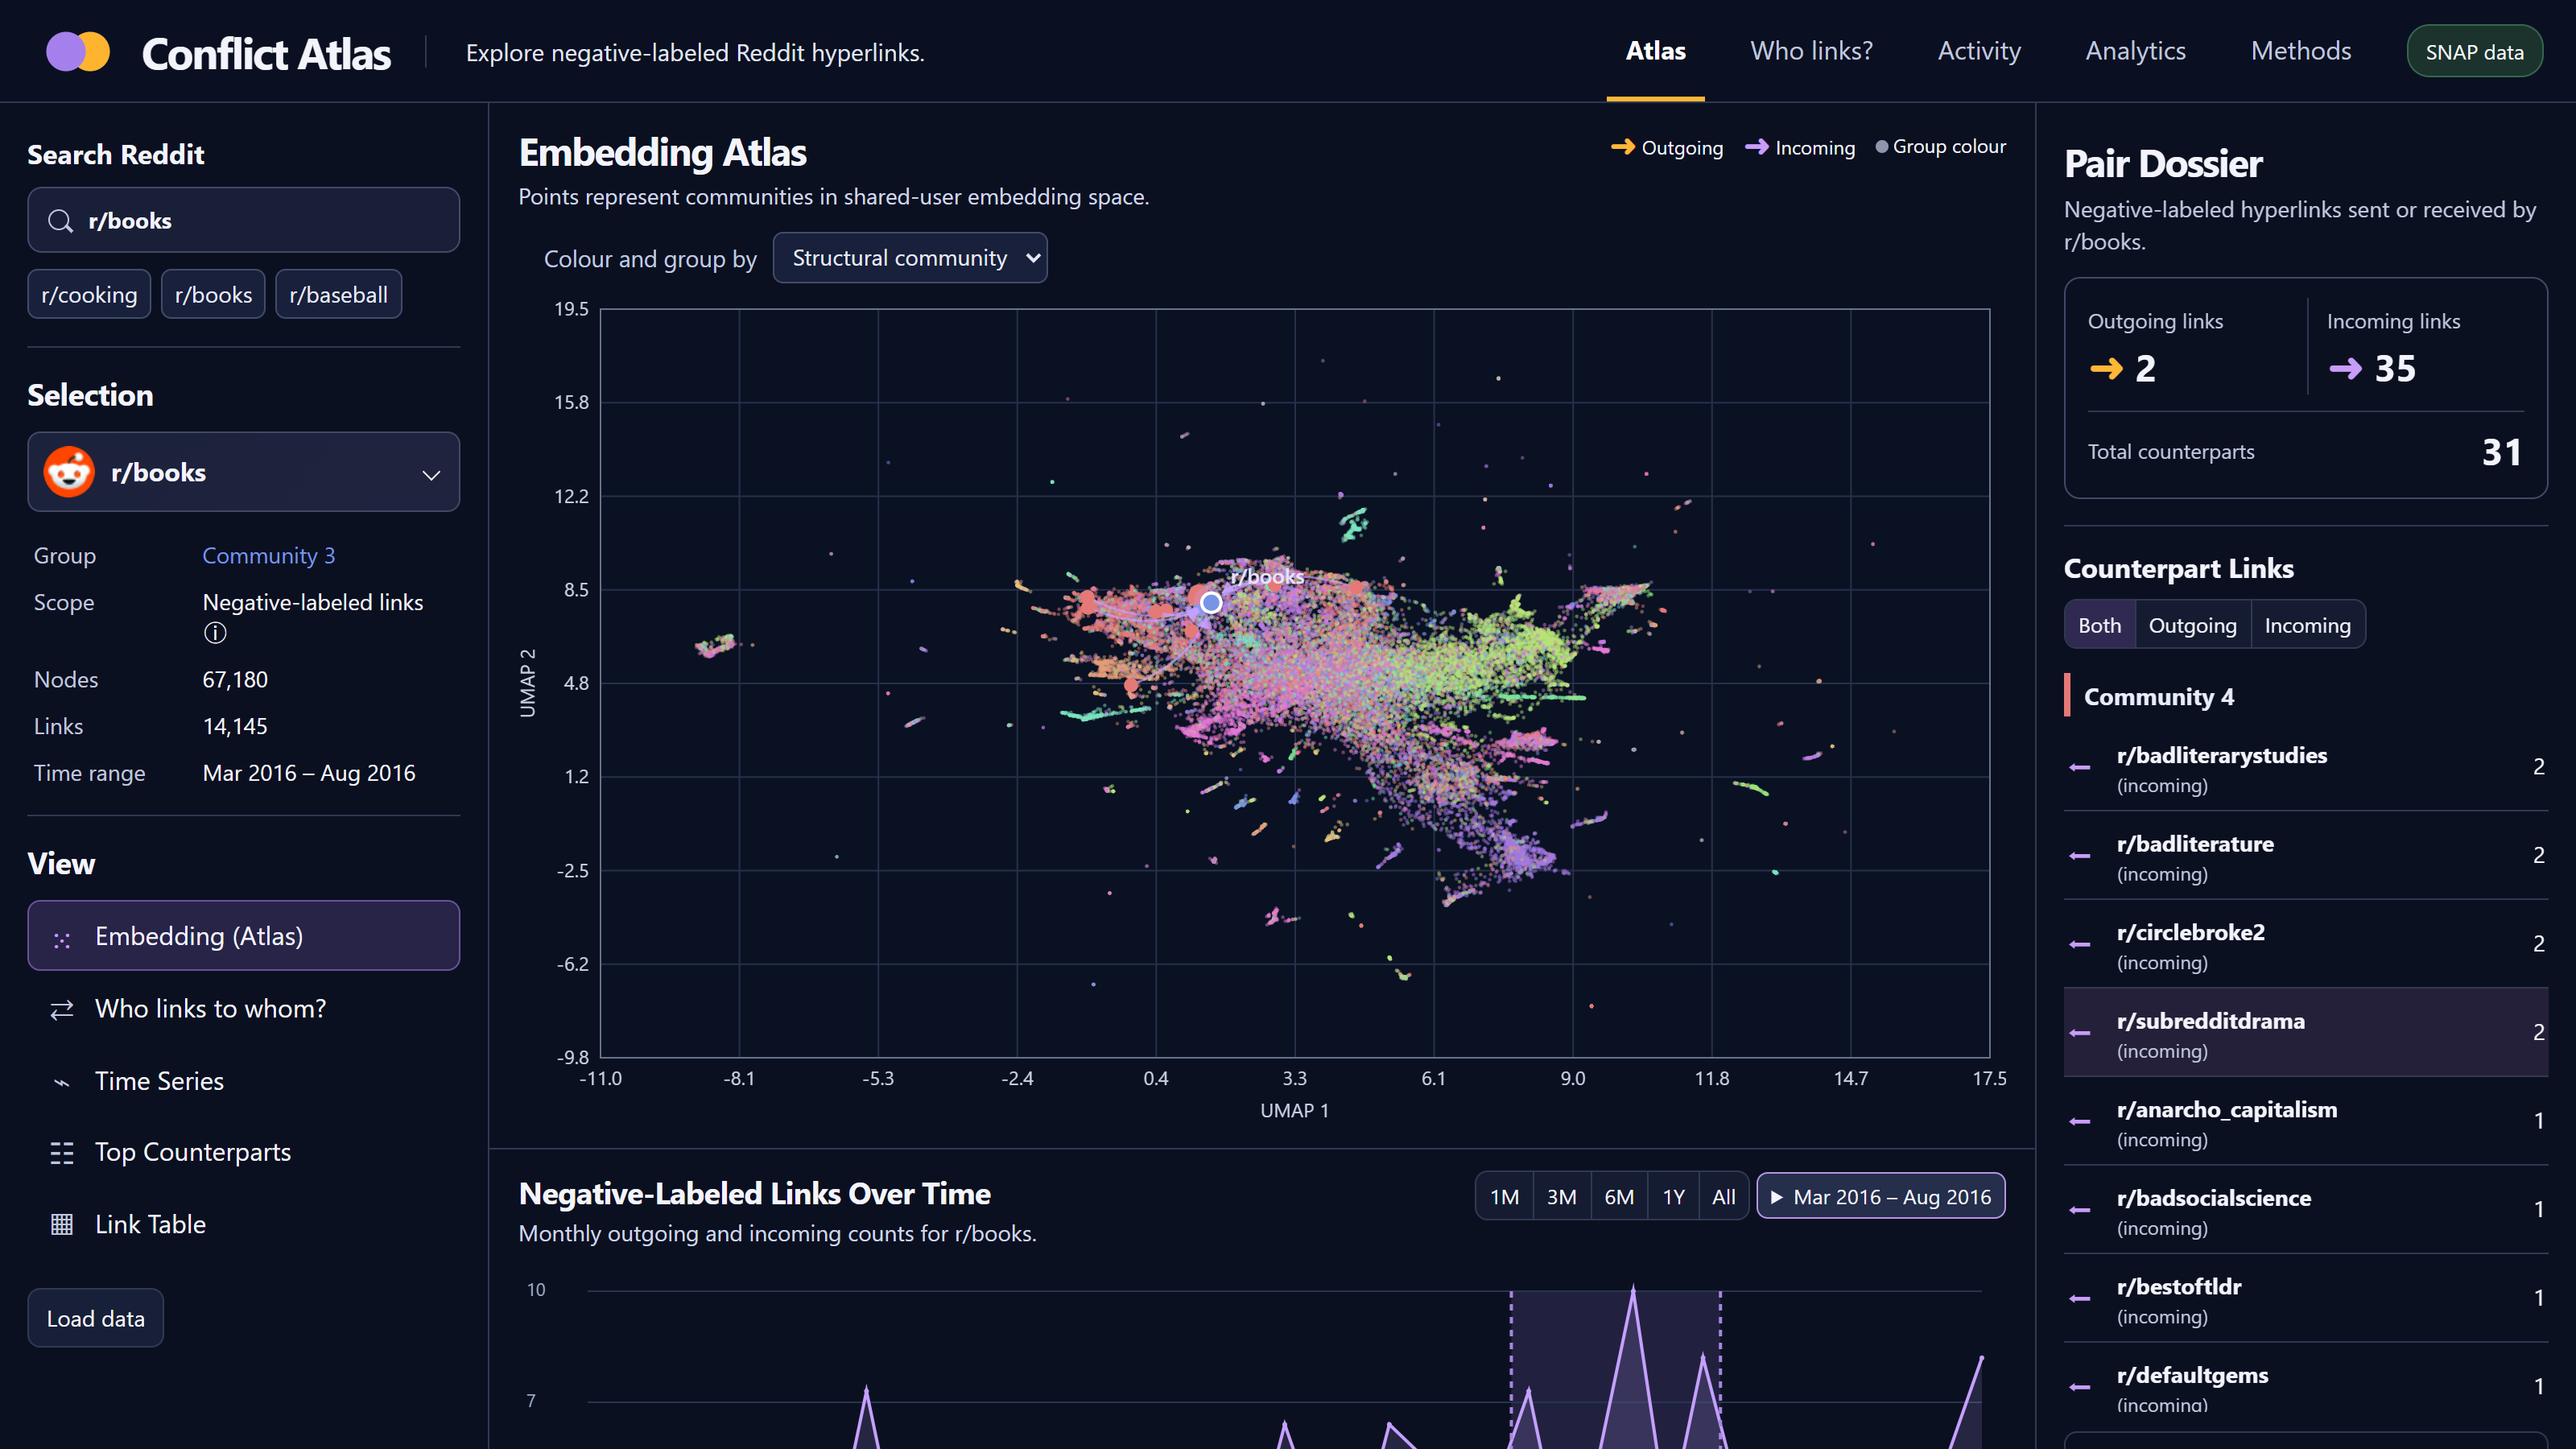 Conflict Atlas
Explore negative-labeled Reddit hyperlinks.
Atlas
Who links?
Activity
Analytics
Methods
SNAP data
Search Reddit
r/books
r/cooking
r/books
r/baseball
Selection
r/books
Group
Community 3
Scope
Negative-labeled links
Nodes
67,180
Links
14,145
Time range
Mar 2016 – Aug 2016
View
Embedding (Atlas)
Who links to whom?
Time Series
Top Counterparts
Link Table
Load data
Embedding Atlas
Points represent communities in shared-user embedding space.
Outgoing
Incoming
Group colour
Colour and group by
Structural community
19.5
15.8
12.2
8.5
4.8
1.2
-2.5
-6.2
-9.8
UMAP 2
r/books
-11.0
-8.1
-5.3
-2.4
0.4
3.3
6.1
9.0
11.8
14.7
17.5
UMAP 1
Negative-Labeled Links Over Time
Monthly outgoing and incoming counts for r/books.
1M
3M
6M
1Y
All
Mar 2016 – Aug 2016
10
7
Pair Dossier
Negative-labeled hyperlinks sent or received by
r/books.
Outgoing links
2
Incoming links
35
Total counterparts
31
Counterpart Links
Both
Outgoing
Incoming
Community 4
r/badliterarystudies
(incoming)
2
r/badliterature
(incoming)
2
r/circlebroke2
(incoming)
2
r/subredditdrama
(incoming)
2
r/anarcho_capitalism
(incoming)
1
r/badsocialscience
(incoming)
1
r/bestoftldr
(incoming)
1
r/defaultgems
(incoming)
1